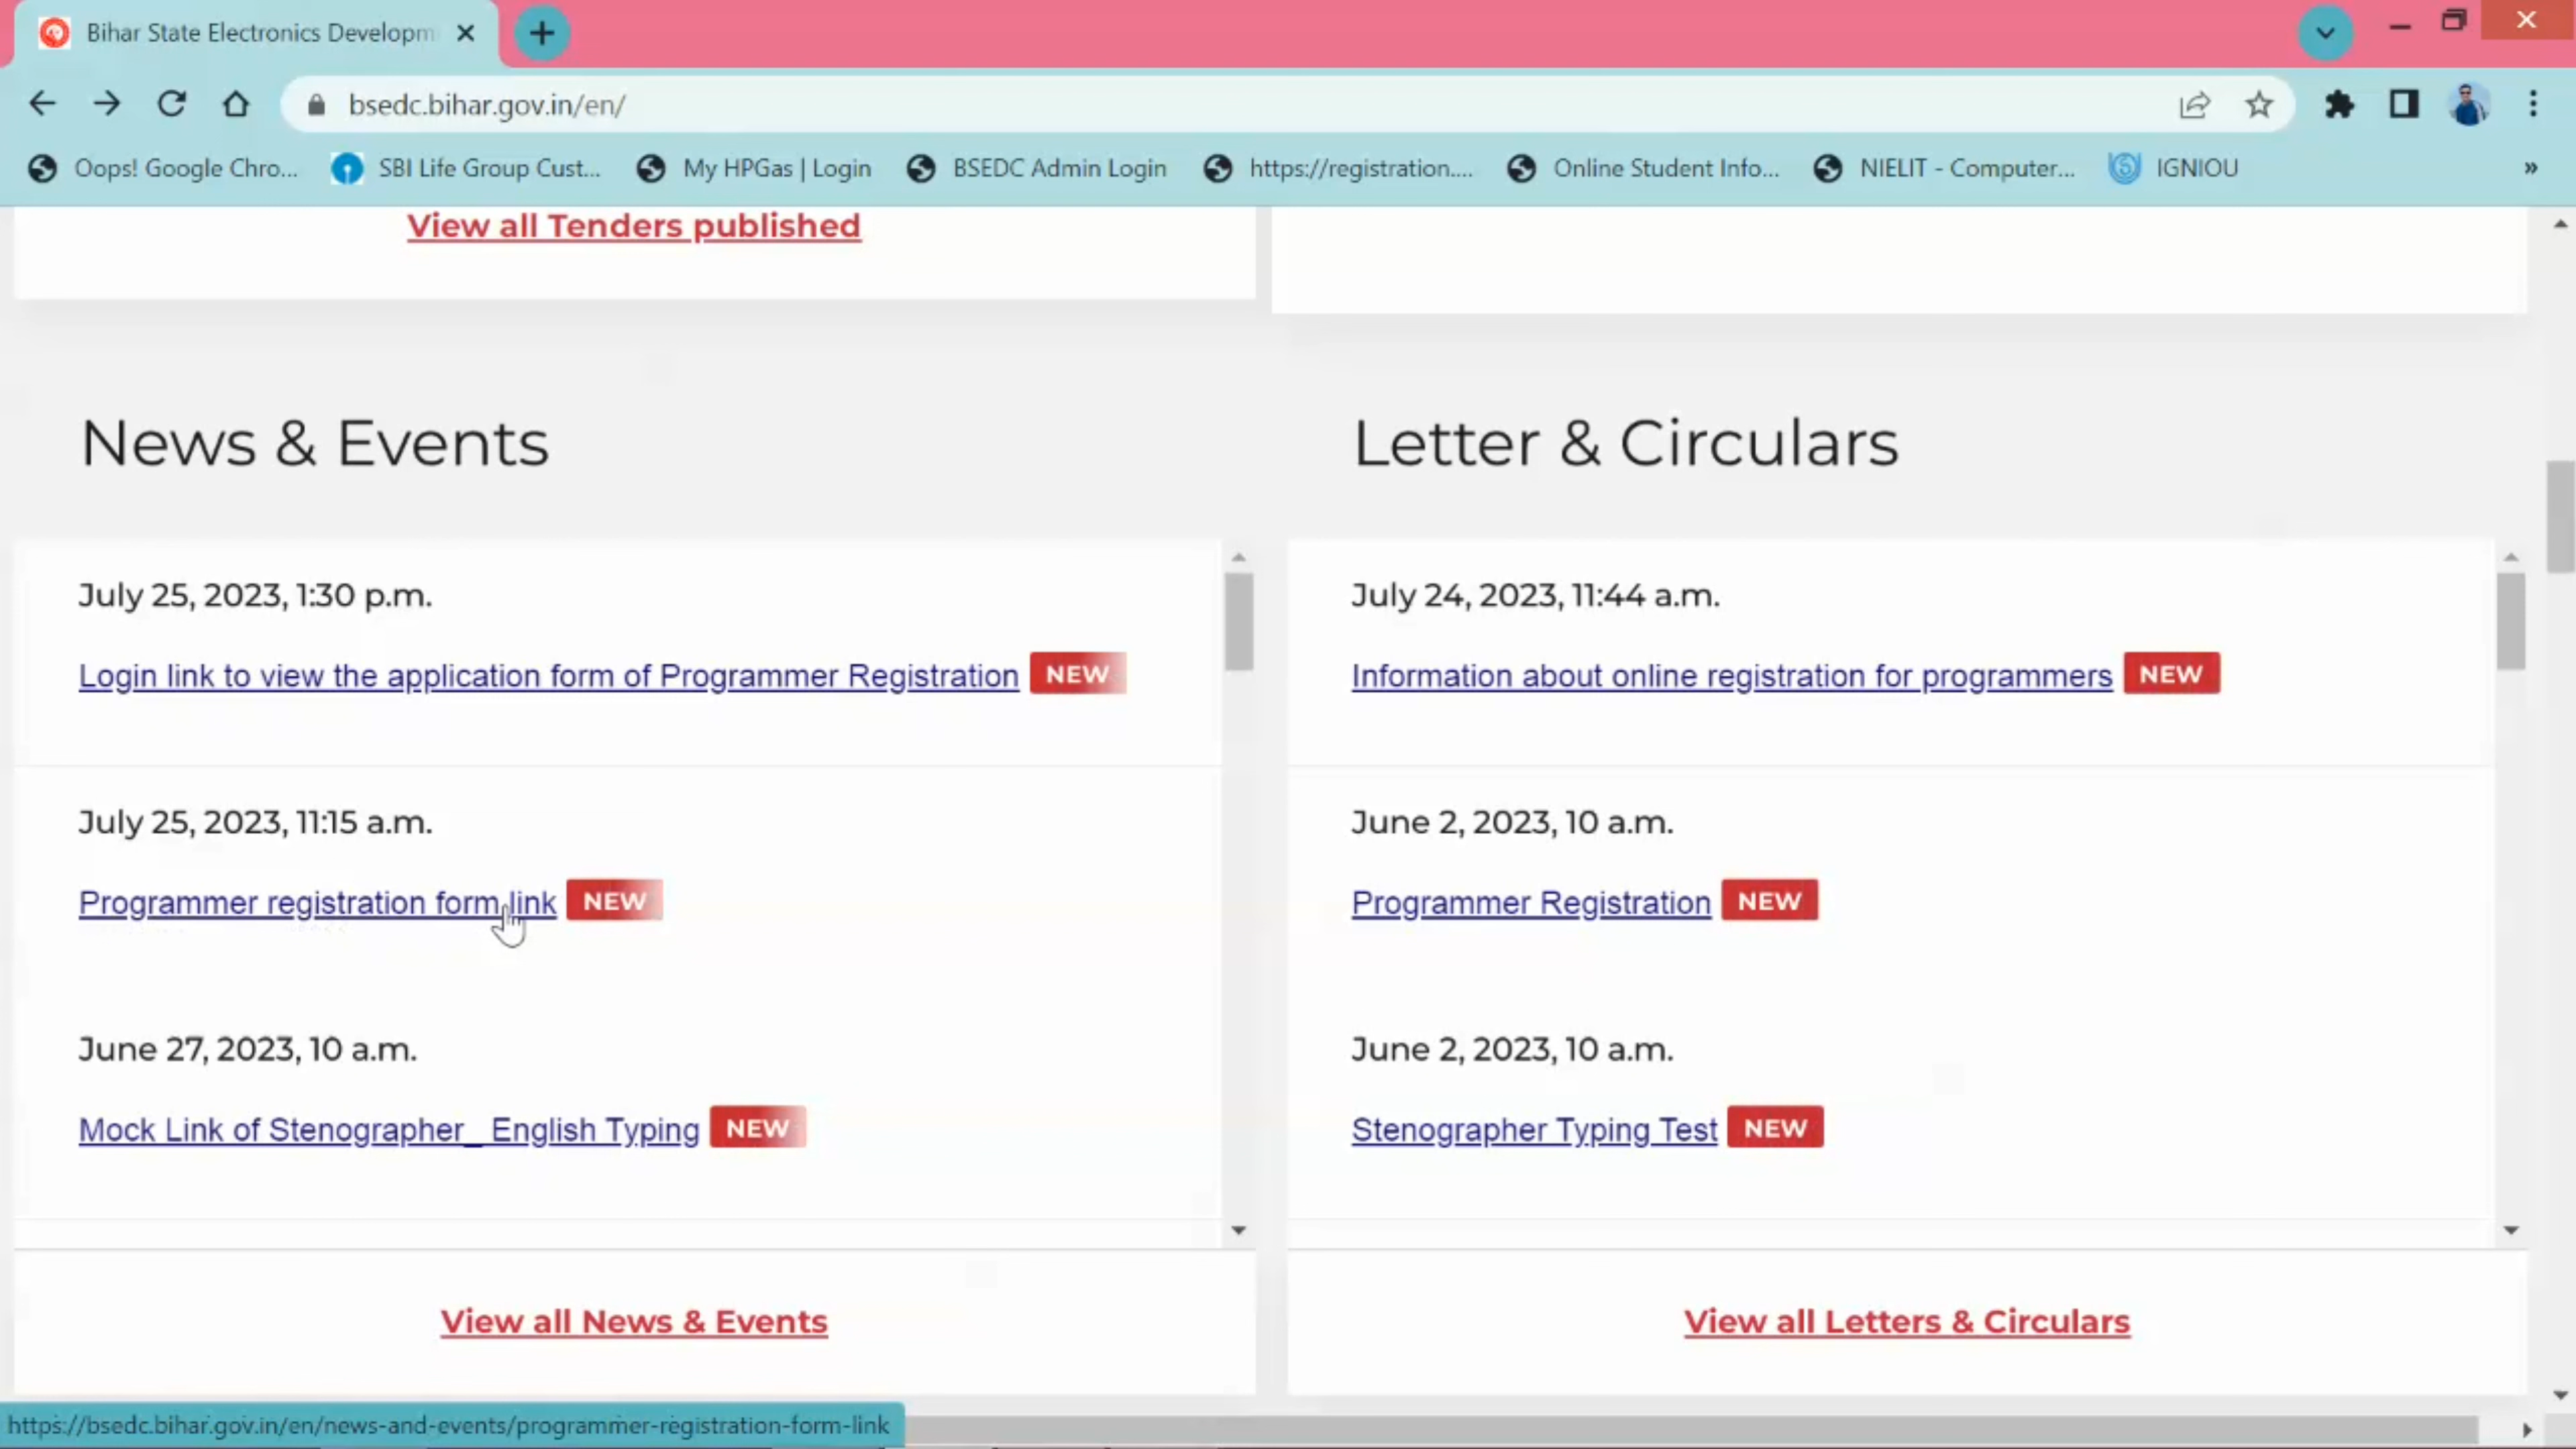 Bihar State Electronics Developm
bsedc.bihar.gov.in/en/
Oops! Google Chro...
SBI Life Group Cust...
My HPGas | Login
BSEDC Admin Login
https://registration....
Online Student Info...
NIELIT - Computer...
IGNIOU
»
View all Tenders published
News & Events
July 25, 2023, 1:30 p.m.
Login link to view the application form of Programmer Registration NEW
July 25, 2023, 11:15 a.m.
Programmer registration form link NEW
June 27, 2023, 10 a.m.
Mock Link of Stenographer_ English Typing NEW
View all News & Events
Letter & Circulars
July 24, 2023, 11:44 a.m.
Information about online registration for programmers NEW
June 2, 2023, 10 a.m.
Programmer Registration NEW
June 2, 2023, 10 a.m.
Stenographer Typing Test NEW
View all Letters & Circulars
https://bsedc.bihar.gov.in/en/news-and-events/programmer-registration-form-link